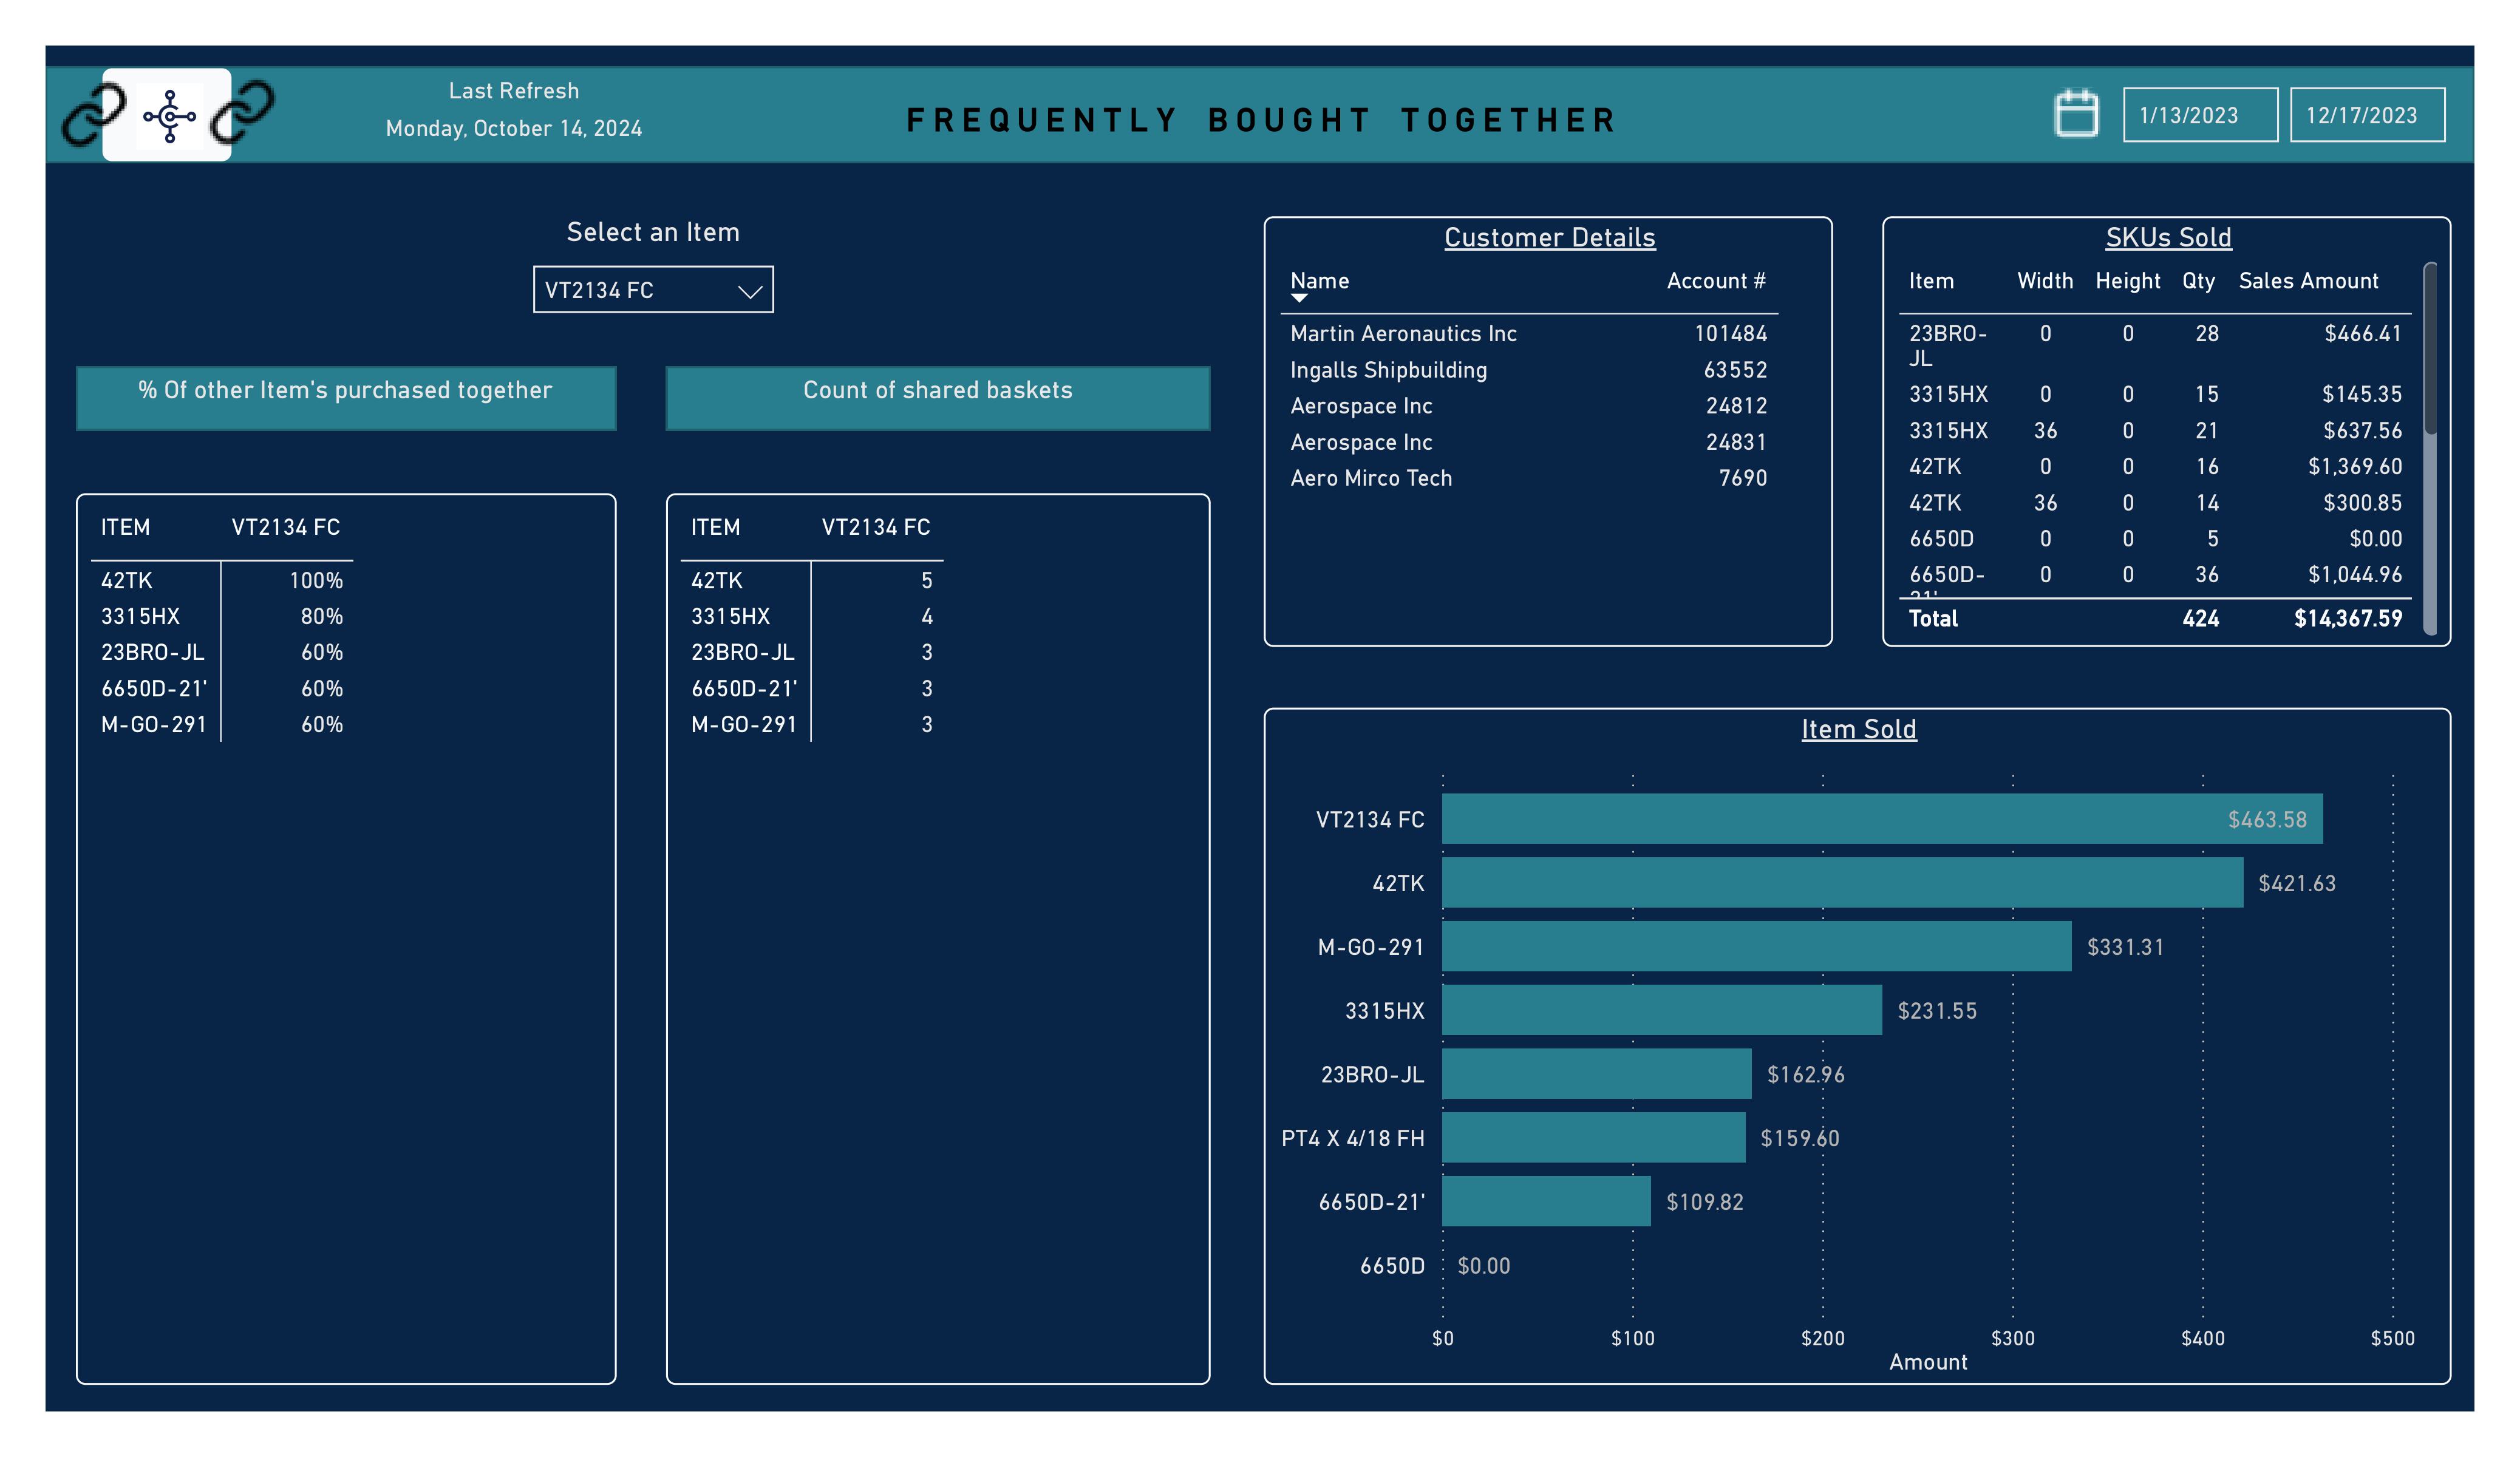 Last Refresh
Monday, October 14, 2024
FREQUENTLY BOUGHT TOGETHER
1/13/2023 12/17/2023
Select an Item
VT2134 FC
% Of other Item's purchased together
Count of shared baskets
ITEM VT2134 FC
42TK 100%
3315HX 80%
23BRO-JL 60%
6650D-21' 60%
M-GO-291 60%
ITEM VT2134 FC
42TK 5
3315HX 4
23BRO-JL 3
6650D-21' 3
M-GO-291 3
Customer Details
Name Account #
Martin Aeronautics Inc 101484
Ingalls Shipbuilding 63552
Aerospace Inc 24812
Aerospace Inc 24831
Aero Mirco Tech 7690
SKUs Sold
Item Width Height Qty Sales Amount
23BRO- 0 0 28 $466.41
JL
3315HX 0 0 15 $145.35
3315HX 36 0 21 $637.56
42TK 0 0 16 $1,369.60
42TK 36 0 14 $300.85
6650D 0 0 5 $0.00
6650D- 0 0 36 $1,044.96
21'
Total 424 $14,367.59
Item Sold
VT2134 FC $463.58
42TK $421.63
M-GO-291 $331.31
3315HX $231.55
23BRO-JL $162.96
PT4 X 4/18 FH $159.60
6650D-21' $109.82
6650D $0.00
$0 $100 $200 $300 $400 $500
Amount